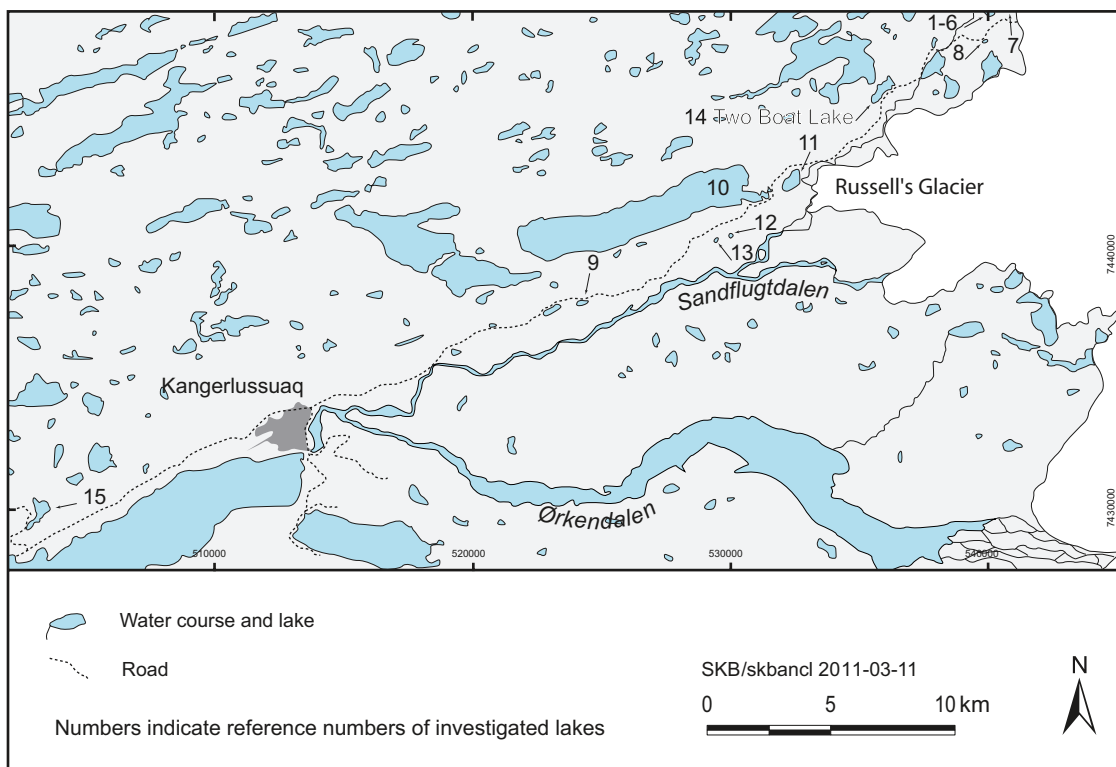 1-6
8
7
14 Two Boat Lake
11
Russell's Glacier
10
12
13
9
7440000
Sandflugtdalen
Kangerlussuaq
15
Ørkendalen
7430000
510000
520000
530000
540000
Water course and lake
Road
SKB/skbancl 2011-03-11
N
0 5 10 km
Numbers indicate reference numbers of investigated lakes